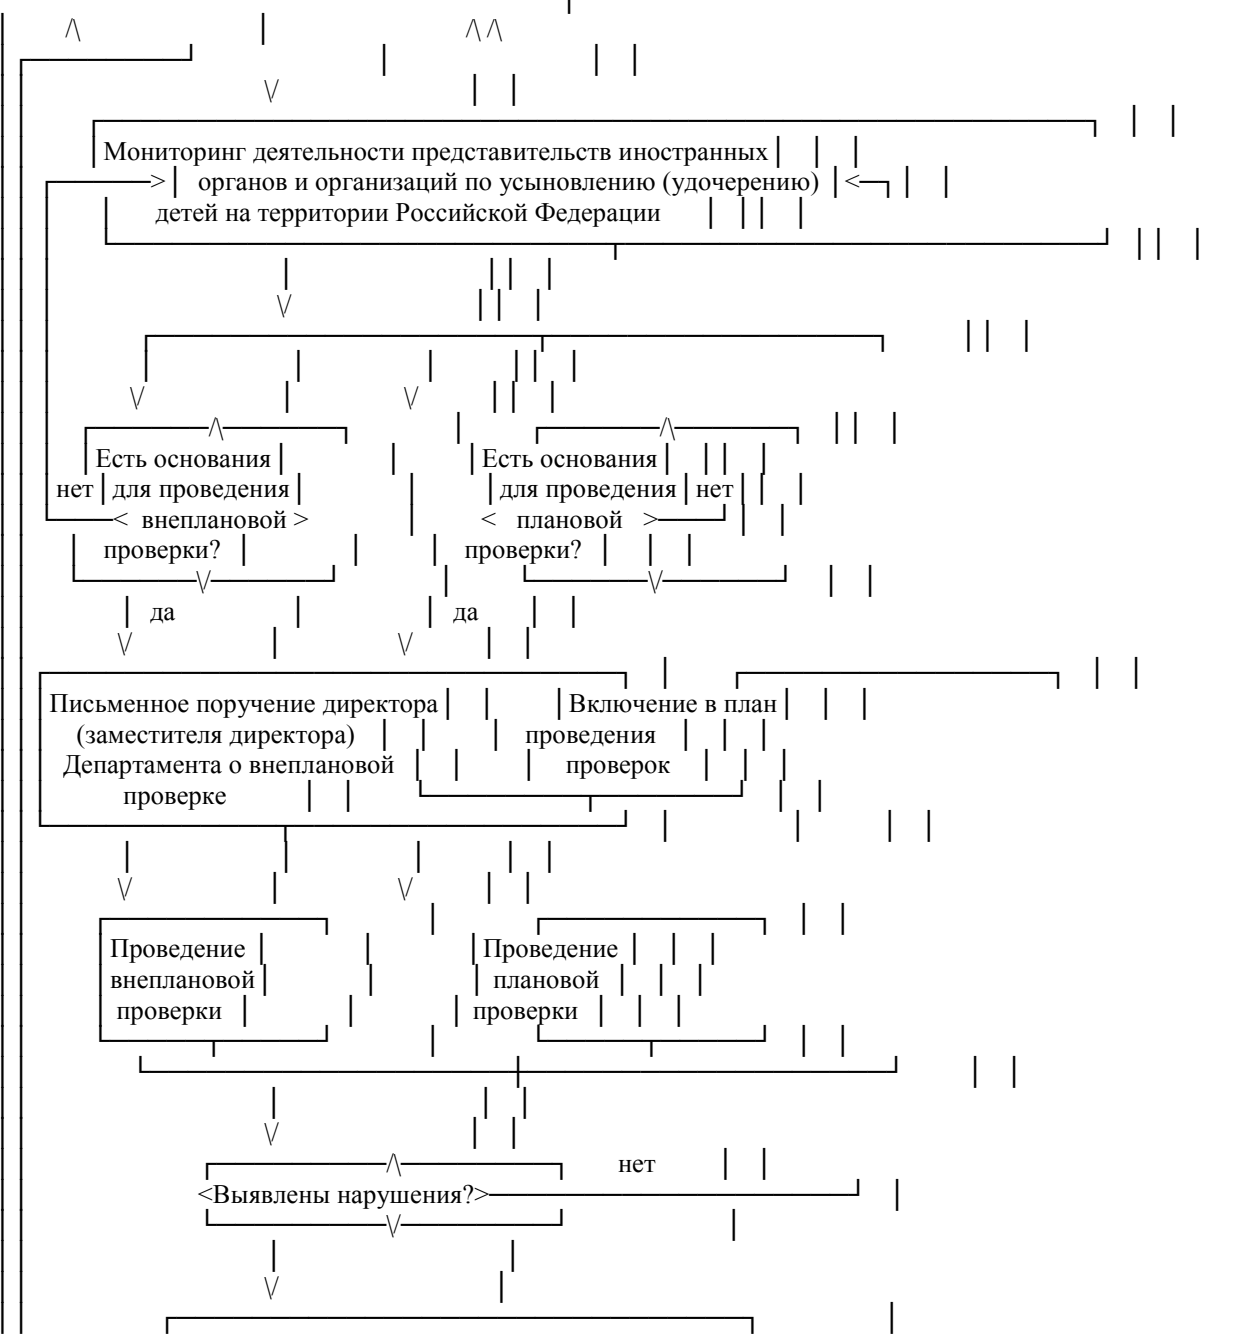 Мониторинг деятельности представительств иностранных
органов и организаций по усыновлению (удочерению)
детей на территории Российской Федерации
Есть основания Есть основания
нет для проведения для проведения нет
внеплановой плановой
проверки? проверки?
да да
Письменное поручение директора Включение в план
(заместителя директора) проведения
Департамента о внеплановой проверок
проверке
Проведение Проведение
внеплановой плановой
проверки проверки
нет
Выявлены нарушения?